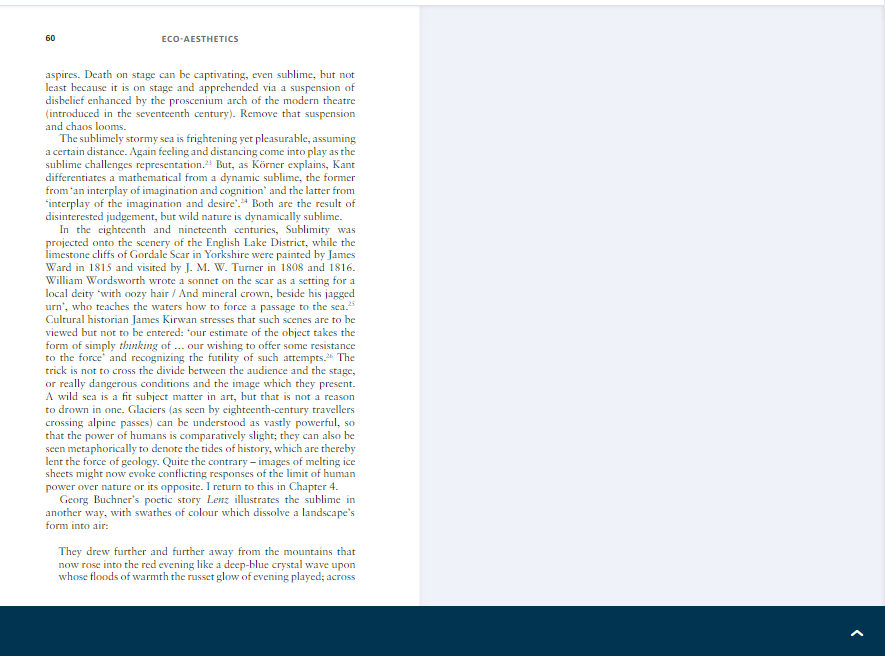 60
ECO-AESTHETICS
aspires. Death on stage can be captivating, even sublime, but not
least because it is on stage and apprehended via a suspension of
disbelief enhanced by the proscenium arch of the modern theatre
(introduced in the seventeenth century). Remove that suspension
and chaos looms.
The sublimely stormy sea is frightening yet pleasurable, assuming
a certain distance. Again feeling and distancing come into play as the
sublime challenges representation.²³ But, as Körner explains, Kant
differentiates a mathematical from a dynamic sublime, the former
from ‘an interplay of imagination and cognition’ and the latter from
‘interplay of the imagination and desire’.²⁴ Both are the result of
disinterested judgement, but wild nature is dynamically sublime.
In the eighteenth and nineteenth centuries, Sublimity was
projected onto the scenery of the English Lake District, while the
limestone cliffs of Gordale Scar in Yorkshire were painted by James
Ward in 1815 and visited by J. M. W. Turner in 1808 and 1816.
William Wordsworth wrote a sonnet on the scar as a setting for a
local deity ‘with oozy hair / And mineral crown, beside his jagged
urn’, who teaches the waters how to force a passage to the sea.²⁵
Cultural historian James Kirwan stresses that such scenes are to be
viewed but not to be entered: ‘our estimate of the object takes the
form of simply thinking of … our wishing to offer some resistance
to the force’ and recognizing the futility of such attempts.²⁶ The
trick is not to cross the divide between the audience and the stage,
or really dangerous conditions and the image which they present.
A wild sea is a fit subject matter in art, but that is not a reason
to drown in one. Glaciers (as seen by eighteenth-century travellers
crossing alpine passes) can be understood as vastly powerful, so
that the power of humans is comparatively slight; they can also be
seen metaphorically to denote the tides of history, which are thereby
lent the force of geology. Quite the contrary – images of melting ice
sheets might now evoke conflicting responses of the limit of human
power over nature or its opposite. I return to this in Chapter 4.
Georg Buchner’s poetic story Lenz illustrates the sublime in
another way, with swathes of colour which dissolve a landscape’s
form into air:
They drew further and further away from the mountains that
now rose into the red evening like a deep-blue crystal wave upon
whose floods of warmth the russet glow of evening played; across